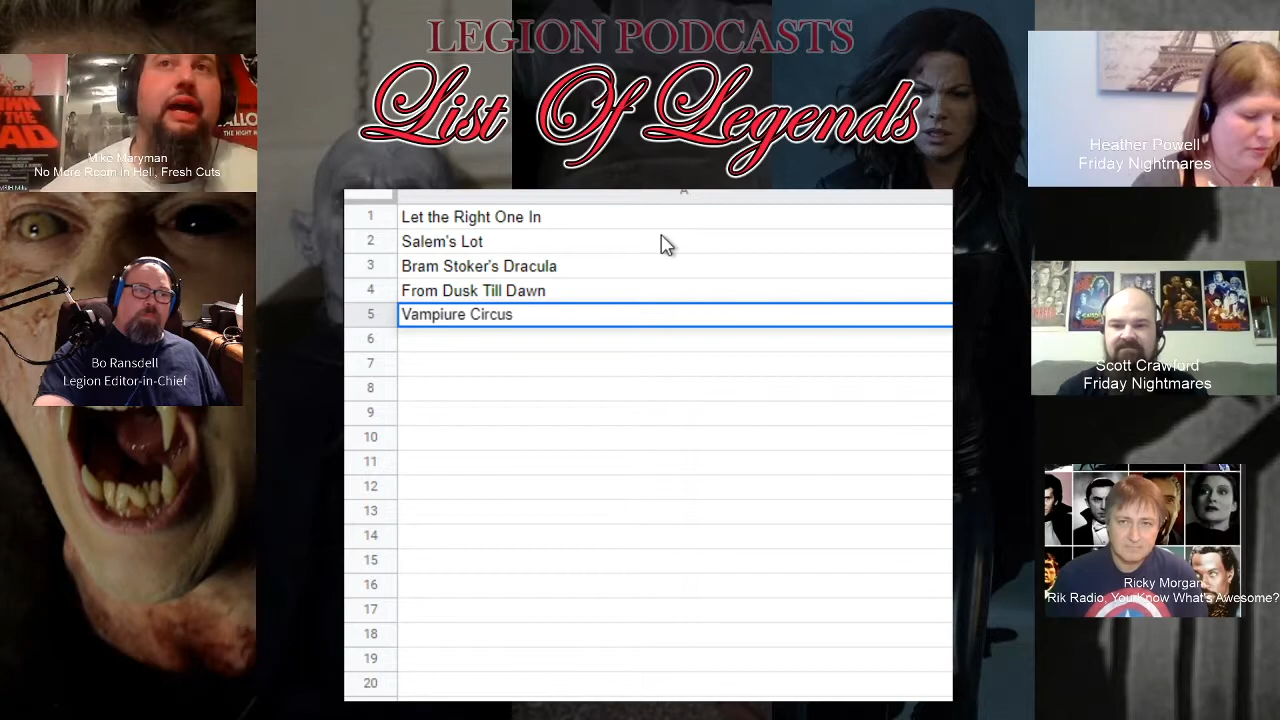 LEGION PODCASTS
List Of Legends
Mike Maryman
No More Room in Hell, Fresh Cuts
Bo Ransdell
Legion Editor-in-Chief
A
1 Let the Right One In
2 Salem's Lot
3 Bram Stoker's Dracula
4 From Dusk Till Dawn
5 Vampiure Circus
6
7
8
9
10
11
12
13
14
15
16
17
18
19
20
Heather Powell
Friday Nightmares
Scott Crawford
Friday Nightmares
Ricky Morgan
Rik Radio, YouKnow What's Awesome?